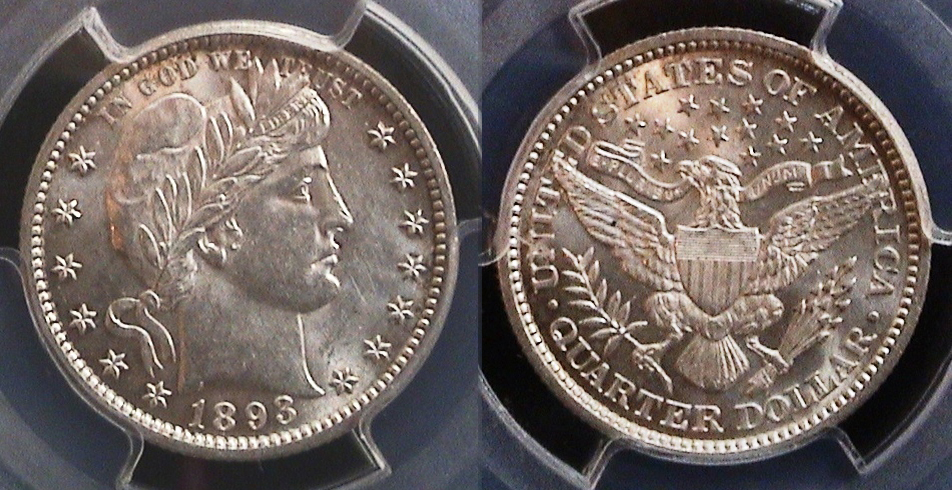 IN GOD WE TRUST
1893
UNITED STATES OF AMERICA
QUARTER DOLLAR